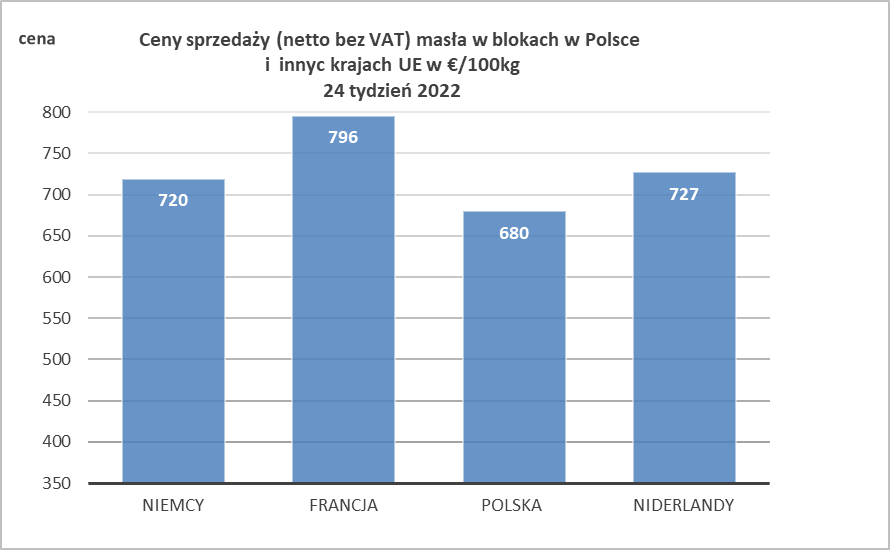 cena
Ceny sprzedaży (netto bez VAT) masła w blokach w Polsce
i innyc krajach UE w €/100kg
24 tydzień 2022
800
750
700
650
600
550
500
450
400
350
720
796
680
727
NIEMCY
FRANCJA
POLSKA
NIDERLANDY